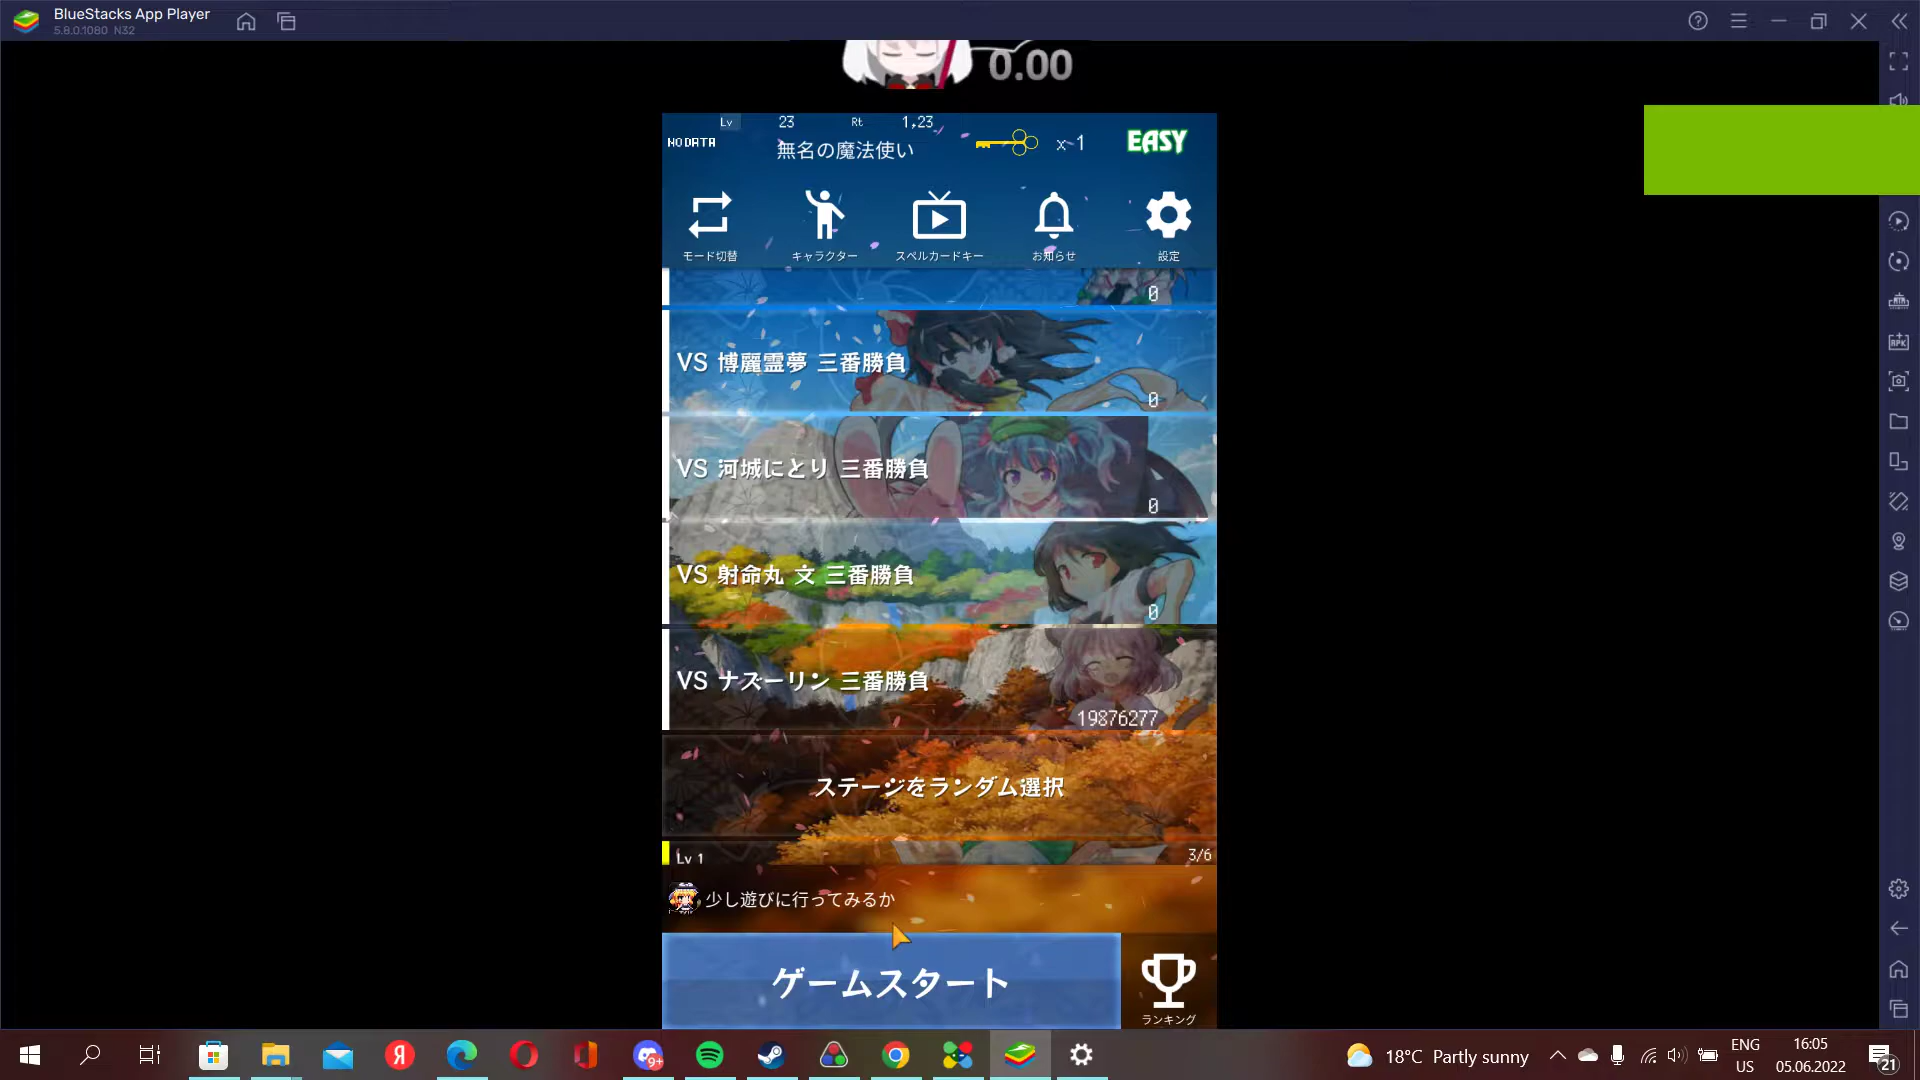 BlueStacks App Player
5.8.0.1080 N32
0.00
Lv 23 Rt 1,23
NO DATA
無名の魔法使い
x-1
EASY
モード切替
キャラクター
スペルカードキー
お知らせ
設定
0
VS 博麗霊夢 三番勝負
0
VS 河城にとり 三番勝負
0
VS 射命丸 文 三番勝負
0
VS ナズーリン 三番勝負
19876277
ステージをランダム選択
Lv 1
3/6
少し遊びに行ってみるか
ゲームスタート
ランキング
Я
9+
18°C Partly sunny
ENG
US
16:05
05.06.2022
21